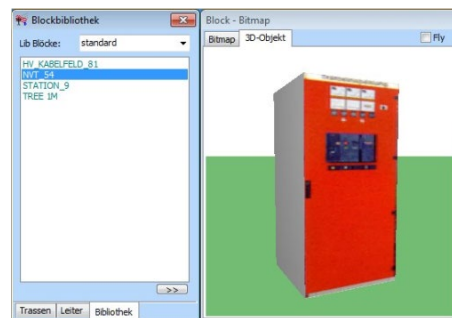 Blockbibliothek
Lib Blöcke: standard
HV_KABELFELD_81
NVT_54
STATION_9
TREE 1M
>>
Trassen Leiter Bibliothek
Block - Bitmap
Bitmap 3D-Objekt Fly